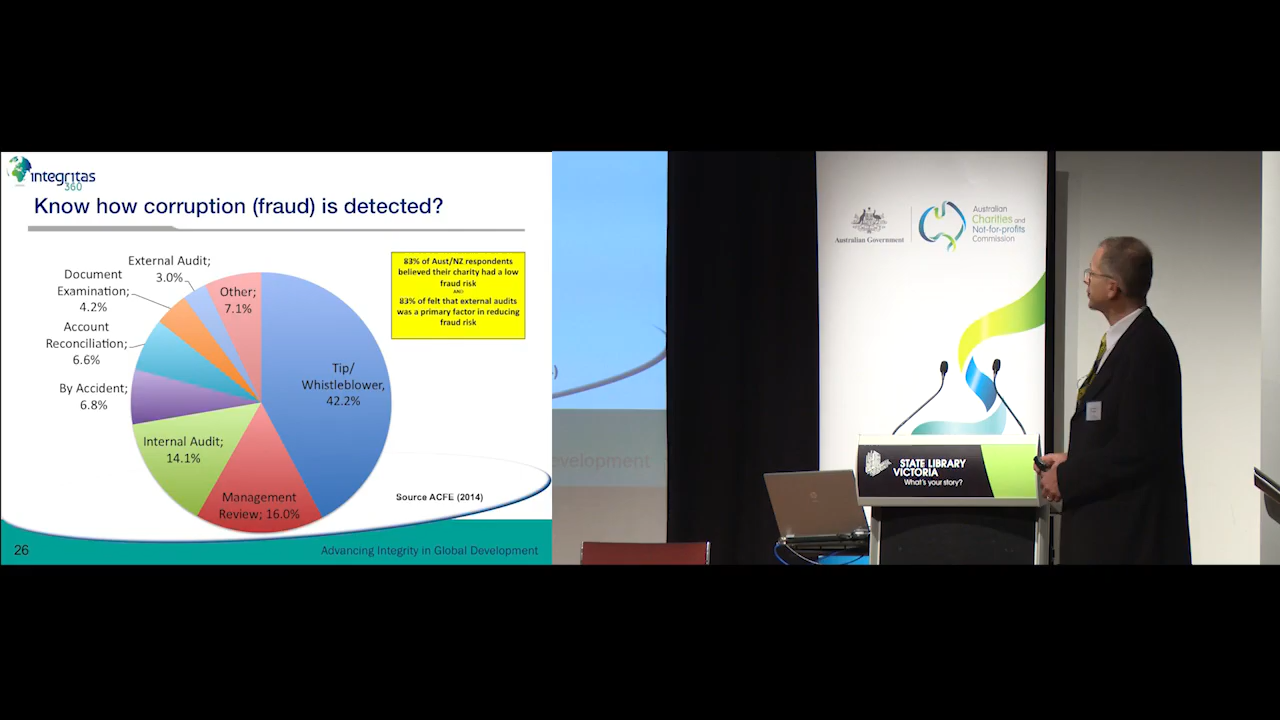 integritas
360
Know how corruption (fraud) is detected?
83% of Aust/NZ respondents
believed their charity had a low
fraud risk
AND
83% of felt that external audits
was a primary factor in reducing
fraud risk
External Audit;
3.0%
Other;
7.1%
Document
Examination;
4.2%
Account
Reconciliation;
6.6%
By Accident;
6.8%
Internal Audit;
14.1%
Management
Review; 16.0%
Tip/
Whistleblower,
42.2%
Source ACFE (2014)
26
Advancing Integrity in Global Development
evelopment
Australian Government
Australian
Charities and
Not-for-profits
Commission
STATE LIBRARY
VICTORIA
What's your story?